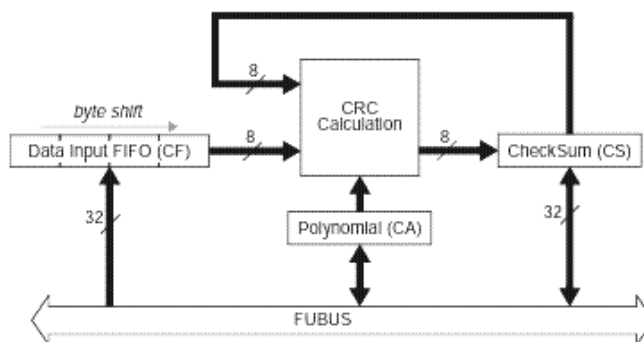 8
CRC
Calculation
byte shift
Data Input FIFO (CF)
8
8
CheckSum (CS)
32
Polynomial (CA)
32
FUBUS